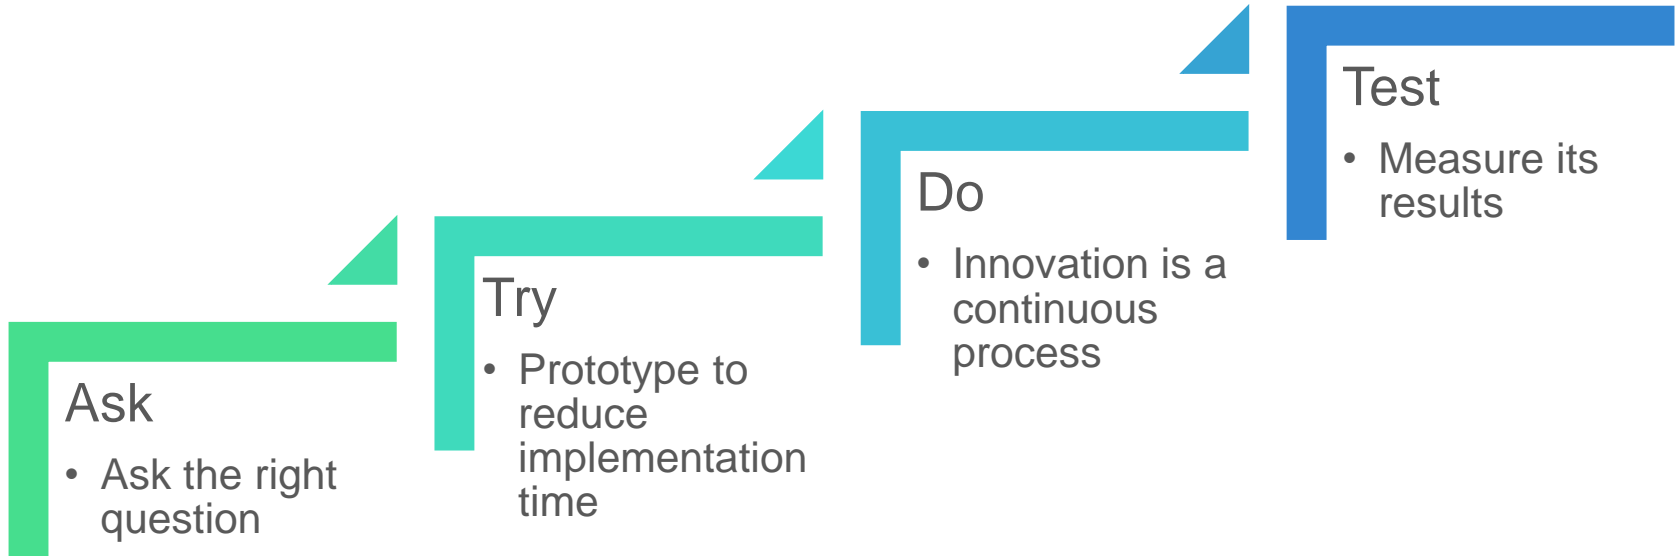 Ask
• Ask the right
question
Try
• Prototype to
reduce
implementation
time
Do
• Innovation is a
continuous
process
Test
• Measure its
results